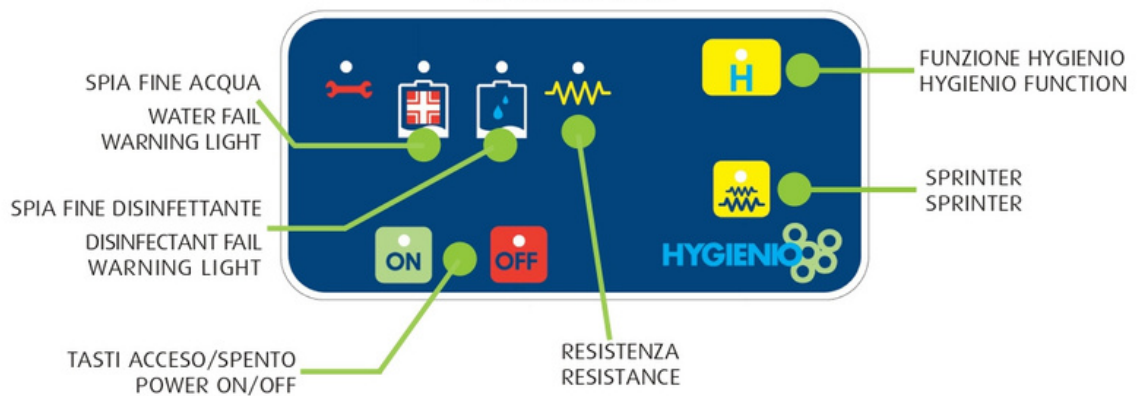 SPIA FINE ACQUA
WATER FAIL
WARNING LIGHT
SPIA FINE DISINFETTANTE
DISINFECTANT FAIL
WARNING LIGHT
TASTI ACCESO/SPENTO
POWER ON/OFF
ON
OFF
RESISTENZA
RESISTANCE
H
FUNZIONE HYGIENIO
HYGIENIO FUNCTION
SPRINTER
SPRINTER
HYGIENIO